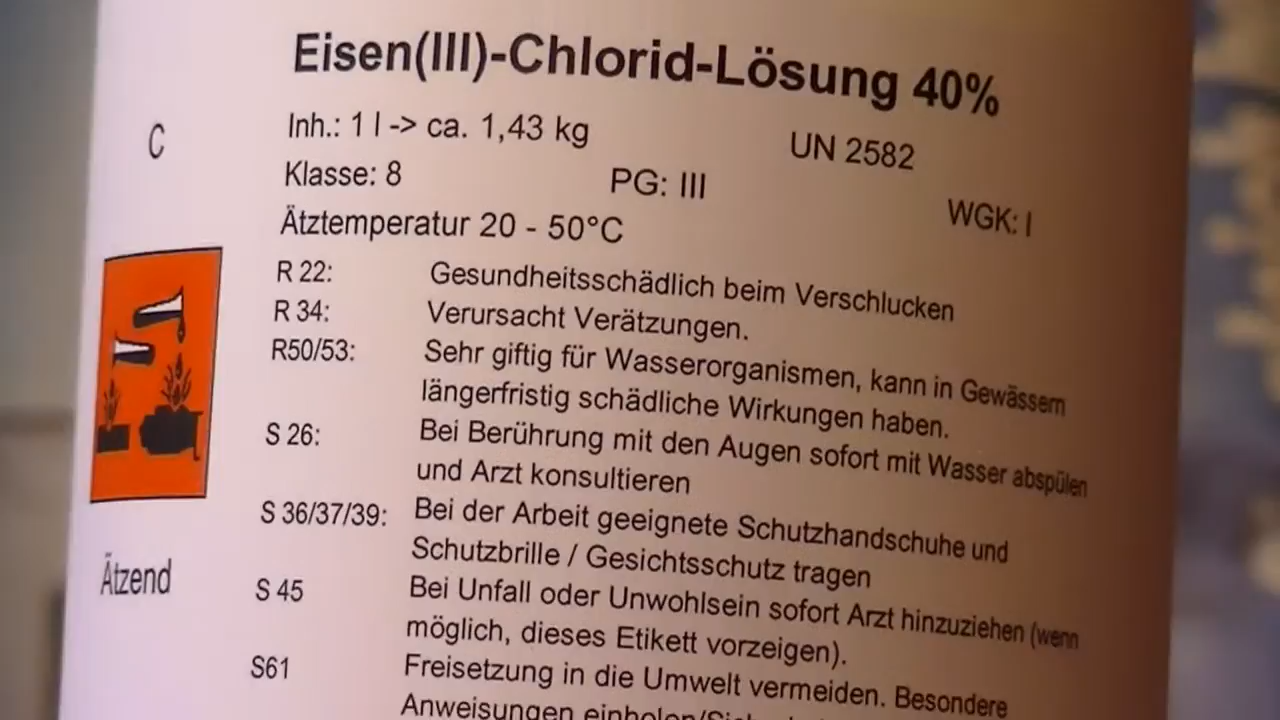 Eisen(III)-Chlorid-Lösung 40%
C
Inh.: 1 l -> ca. 1,43 kg UN 2582
Klasse: 8 PG: III WGK: I
Ätztemperatur 20 - 50°C
R 22: Gesundheitsschädlich beim Verschlucken
R 34: Verursacht Verätzungen.
R50/53: Sehr giftig für Wasserorganismen, kann in Gewässern
längerfristig schädliche Wirkungen haben.
S 26: Bei Berührung mit den Augen sofort mit Wasser abspülen
und Arzt konsultieren
S 36/37/39: Bei der Arbeit geeignete Schutzhandschuhe und
Schutzbrille / Gesichtsschutz tragen
Ätzend
S 45 Bei Unfall oder Unwohlsein sofort Arzt hinzuziehen (wenn
möglich, dieses Etikett vorzeigen).
S61 Freisetzung in die Umwelt vermeiden. Besondere
Anweisungen